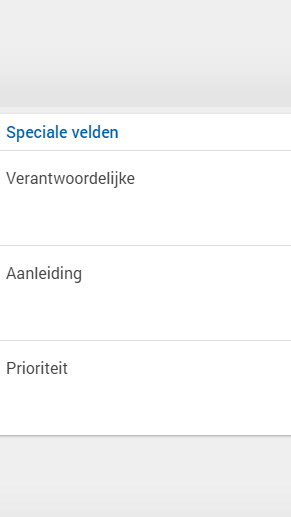 Speciale velden
Verantwoordelijke
Aanleiding
Prioriteit